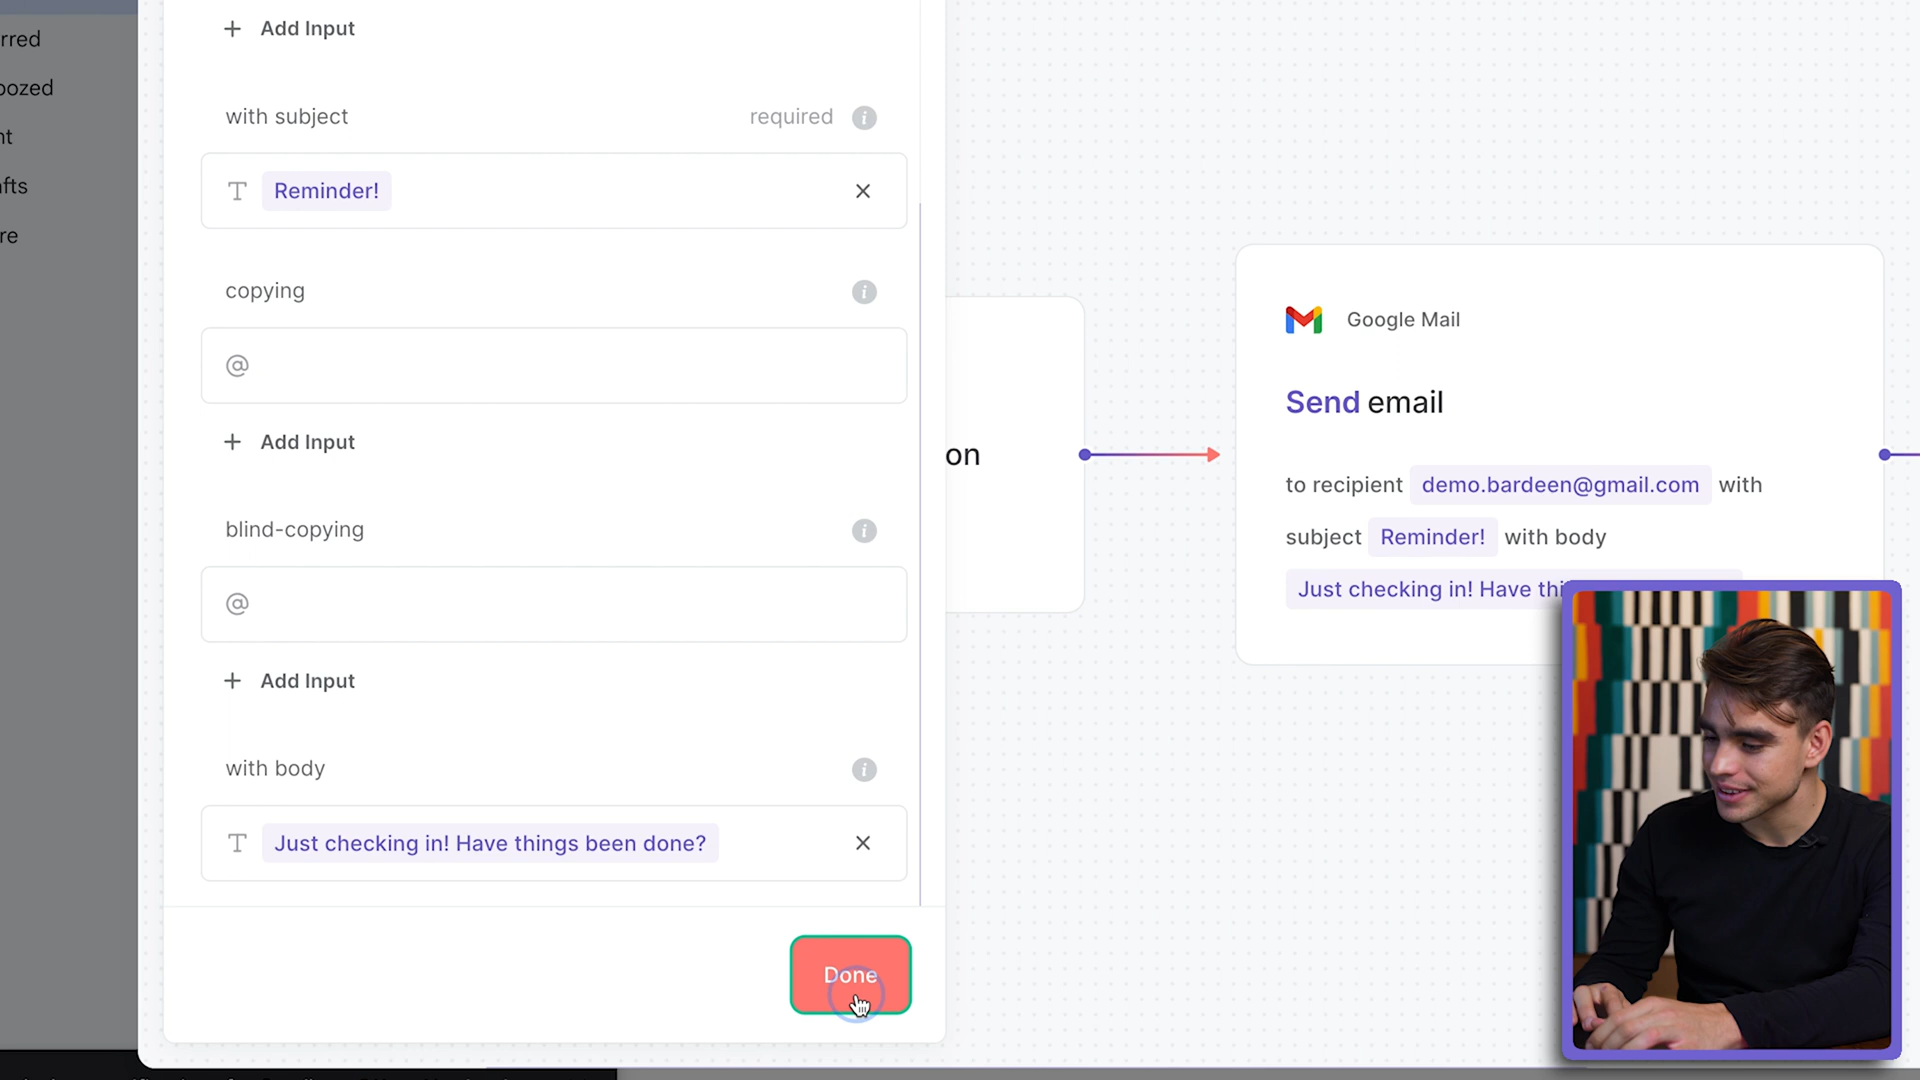 rred
oozed
nt
afts
re
+ Add Input
with subject
required
Reminder!
copying
@
+ Add Input
blind-copying
@
+ Add Input
with body
Just checking in! Have things been done?
Done
on
Google Mail
Send email
to recipient demo.bardeen@gmail.com with
subject Reminder! with body
Just checking in! Have thi